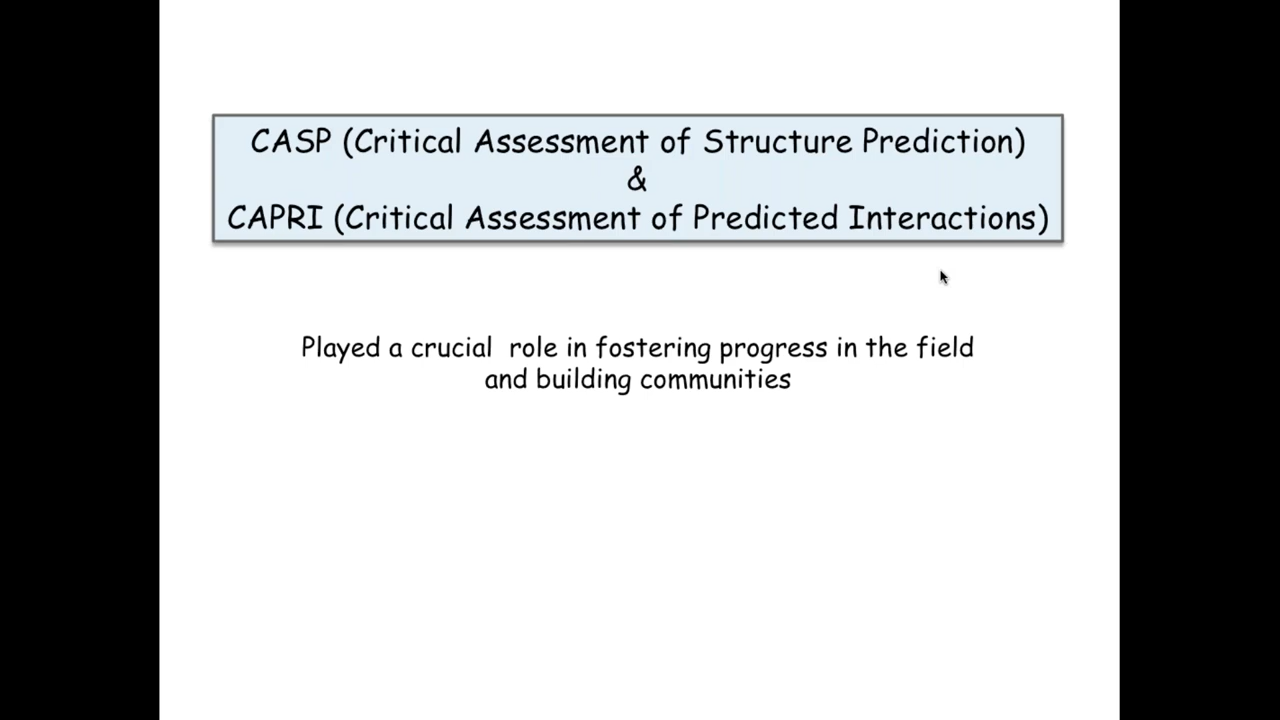 CASP (Critical Assessment of Structure Prediction)
&
CAPRI (Critical Assessment of Predicted Interactions)
Played a crucial  role in fostering progress in the field
and building communities